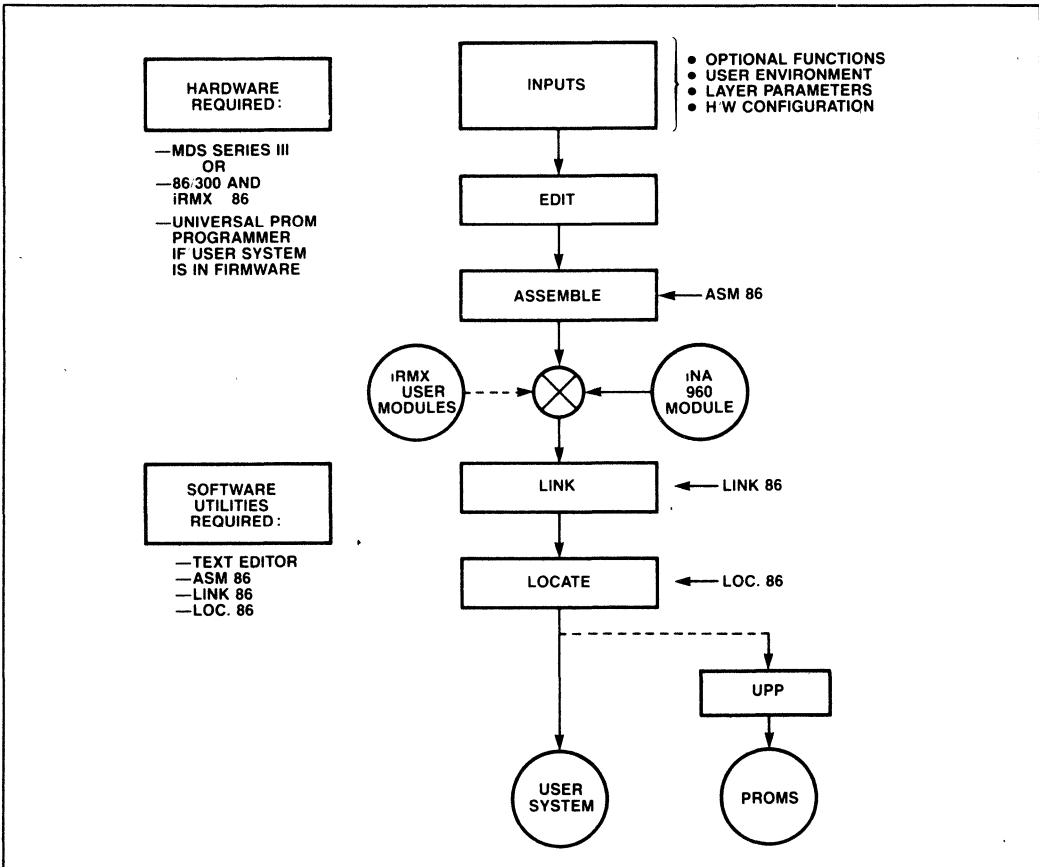 HARDWARE
REQUIRED:
—MDS SERIES III
OR
—86/300 AND
iRMX 86
—UNIVERSAL PROM
PROGRAMMER
IF USER SYSTEM
IS IN FIRMWARE
INPUTS
● OPTIONAL FUNCTIONS
● USER ENVIRONMENT
● LAYER PARAMETERS
● H/W CONFIGURATION
EDIT
ASSEMBLE
ASM 86
iRMX
USER
MODULES
iNA
960
MODULE
SOFTWARE
UTILITIES
REQUIRED:
—TEXT EDITOR
—ASM 86
—LINK 86
—LOC. 86
LINK
LINK 86
LOCATE
LOC. 86
UPP
USER
SYSTEM
PROMS